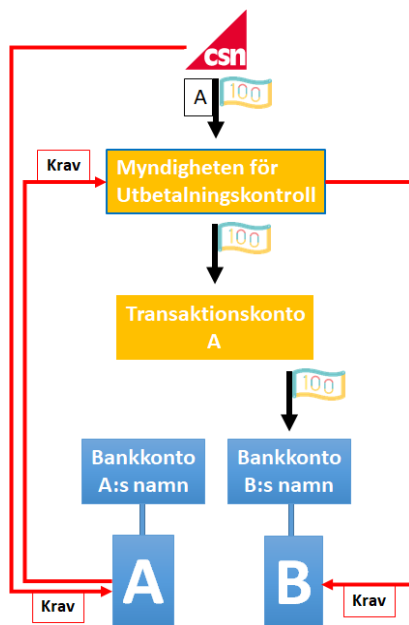 csn
A
100
Krav
Myndigheten för
Utbetalningskontroll
100
Transaktionskonto
A
100
Bankkonto
A:s namn
Bankkonto
B:s namn
A
B
Krav
Krav